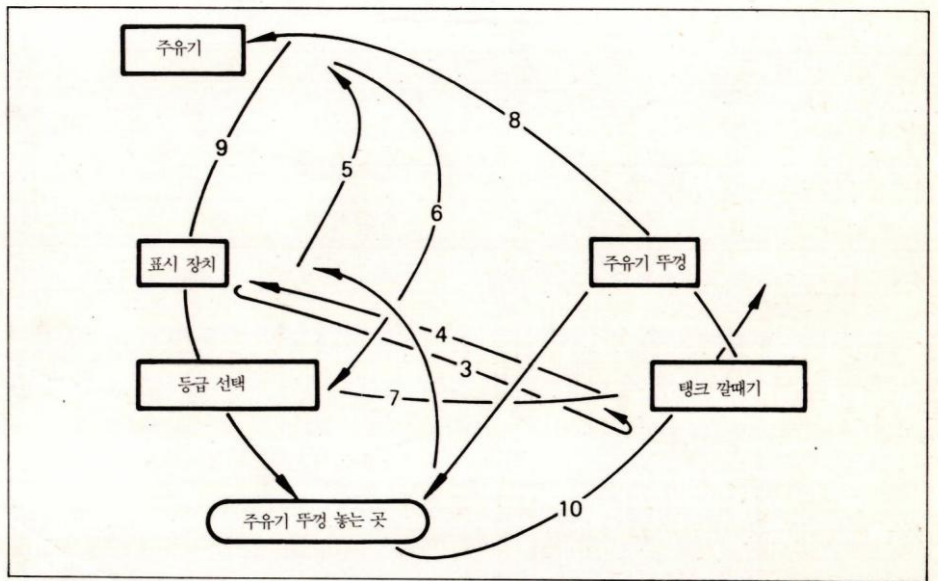 주유기
8
9
5
6
표시 장치
주유기 뚜껑
4
3
등급 선택
탱크 깔때기
7
주유기 뚜껑 놓는 곳
10